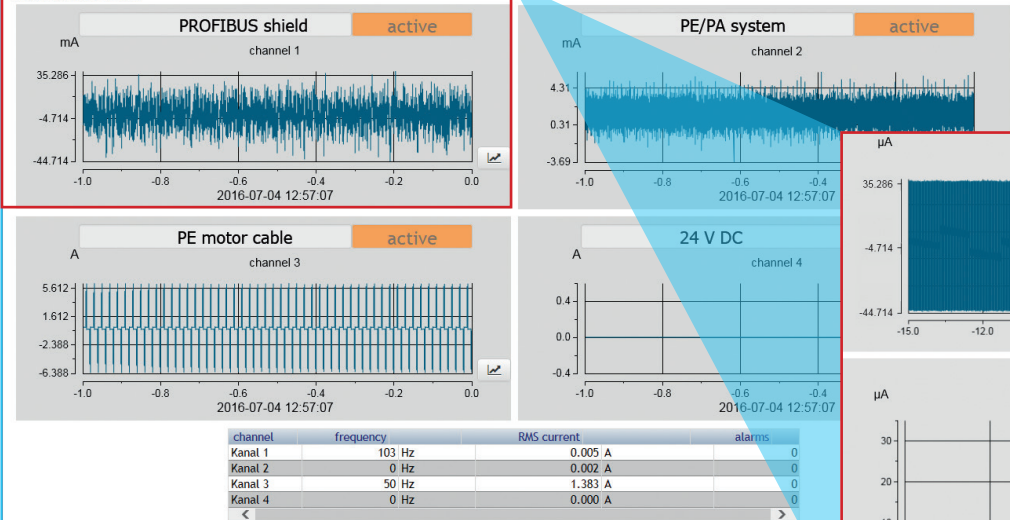 PROFIBUS shield active
mA
channel 1
35.286
-4.714
-44.714
-1.0 -0.8 -0.6 -0.4 -0.2 0.0
2016-07-04 12:57:07
PE/PA system active
mA
channel 2
4.31
0.31
-3.69
-1.0 -0.8 -0.6 -0.4
2016-07-04 12:57:07
µA
35.286
-4.714
-44.714
-15.0 -12.0
PE motor cable active
A
channel 3
5.612
1.612
-2.388
-6.388
-1.0 -0.8 -0.6 -0.4 -0.2 0.0
2016-07-04 12:57:07
24 V DC
A
channel 4
0.4
0.0
-0.4
-1.0 -0.8 -0.6 -0.4
2016-07-04 12:57:07
µA
30
20
channel frequency RMS current alarms
Kanal 1 103 Hz 0.005 A 0
Kanal 2 0 Hz 0.002 A 0
Kanal 3 50 Hz 1.383 A 0
Kanal 4 0 Hz 0.000 A 0